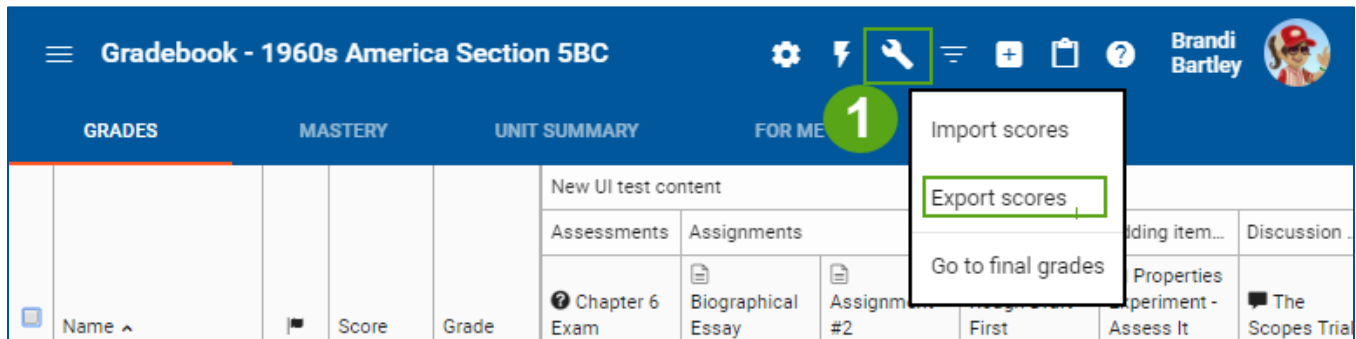 Gradebook - 1960s America Section 5BC
Brandi
Bartley
GRADES
MASTERY
UNIT SUMMARY
FOR ME
1
Import scores
Export scores
Go to final grades
New UI test content
Assessments
Assignments
dding item...
Discussion ..
Name
Score
Grade
Chapter 6
Exam
Biographical
Essay
Assignment
#2
First
Properties
Experiment -
Assess It
The
Scopes Trial